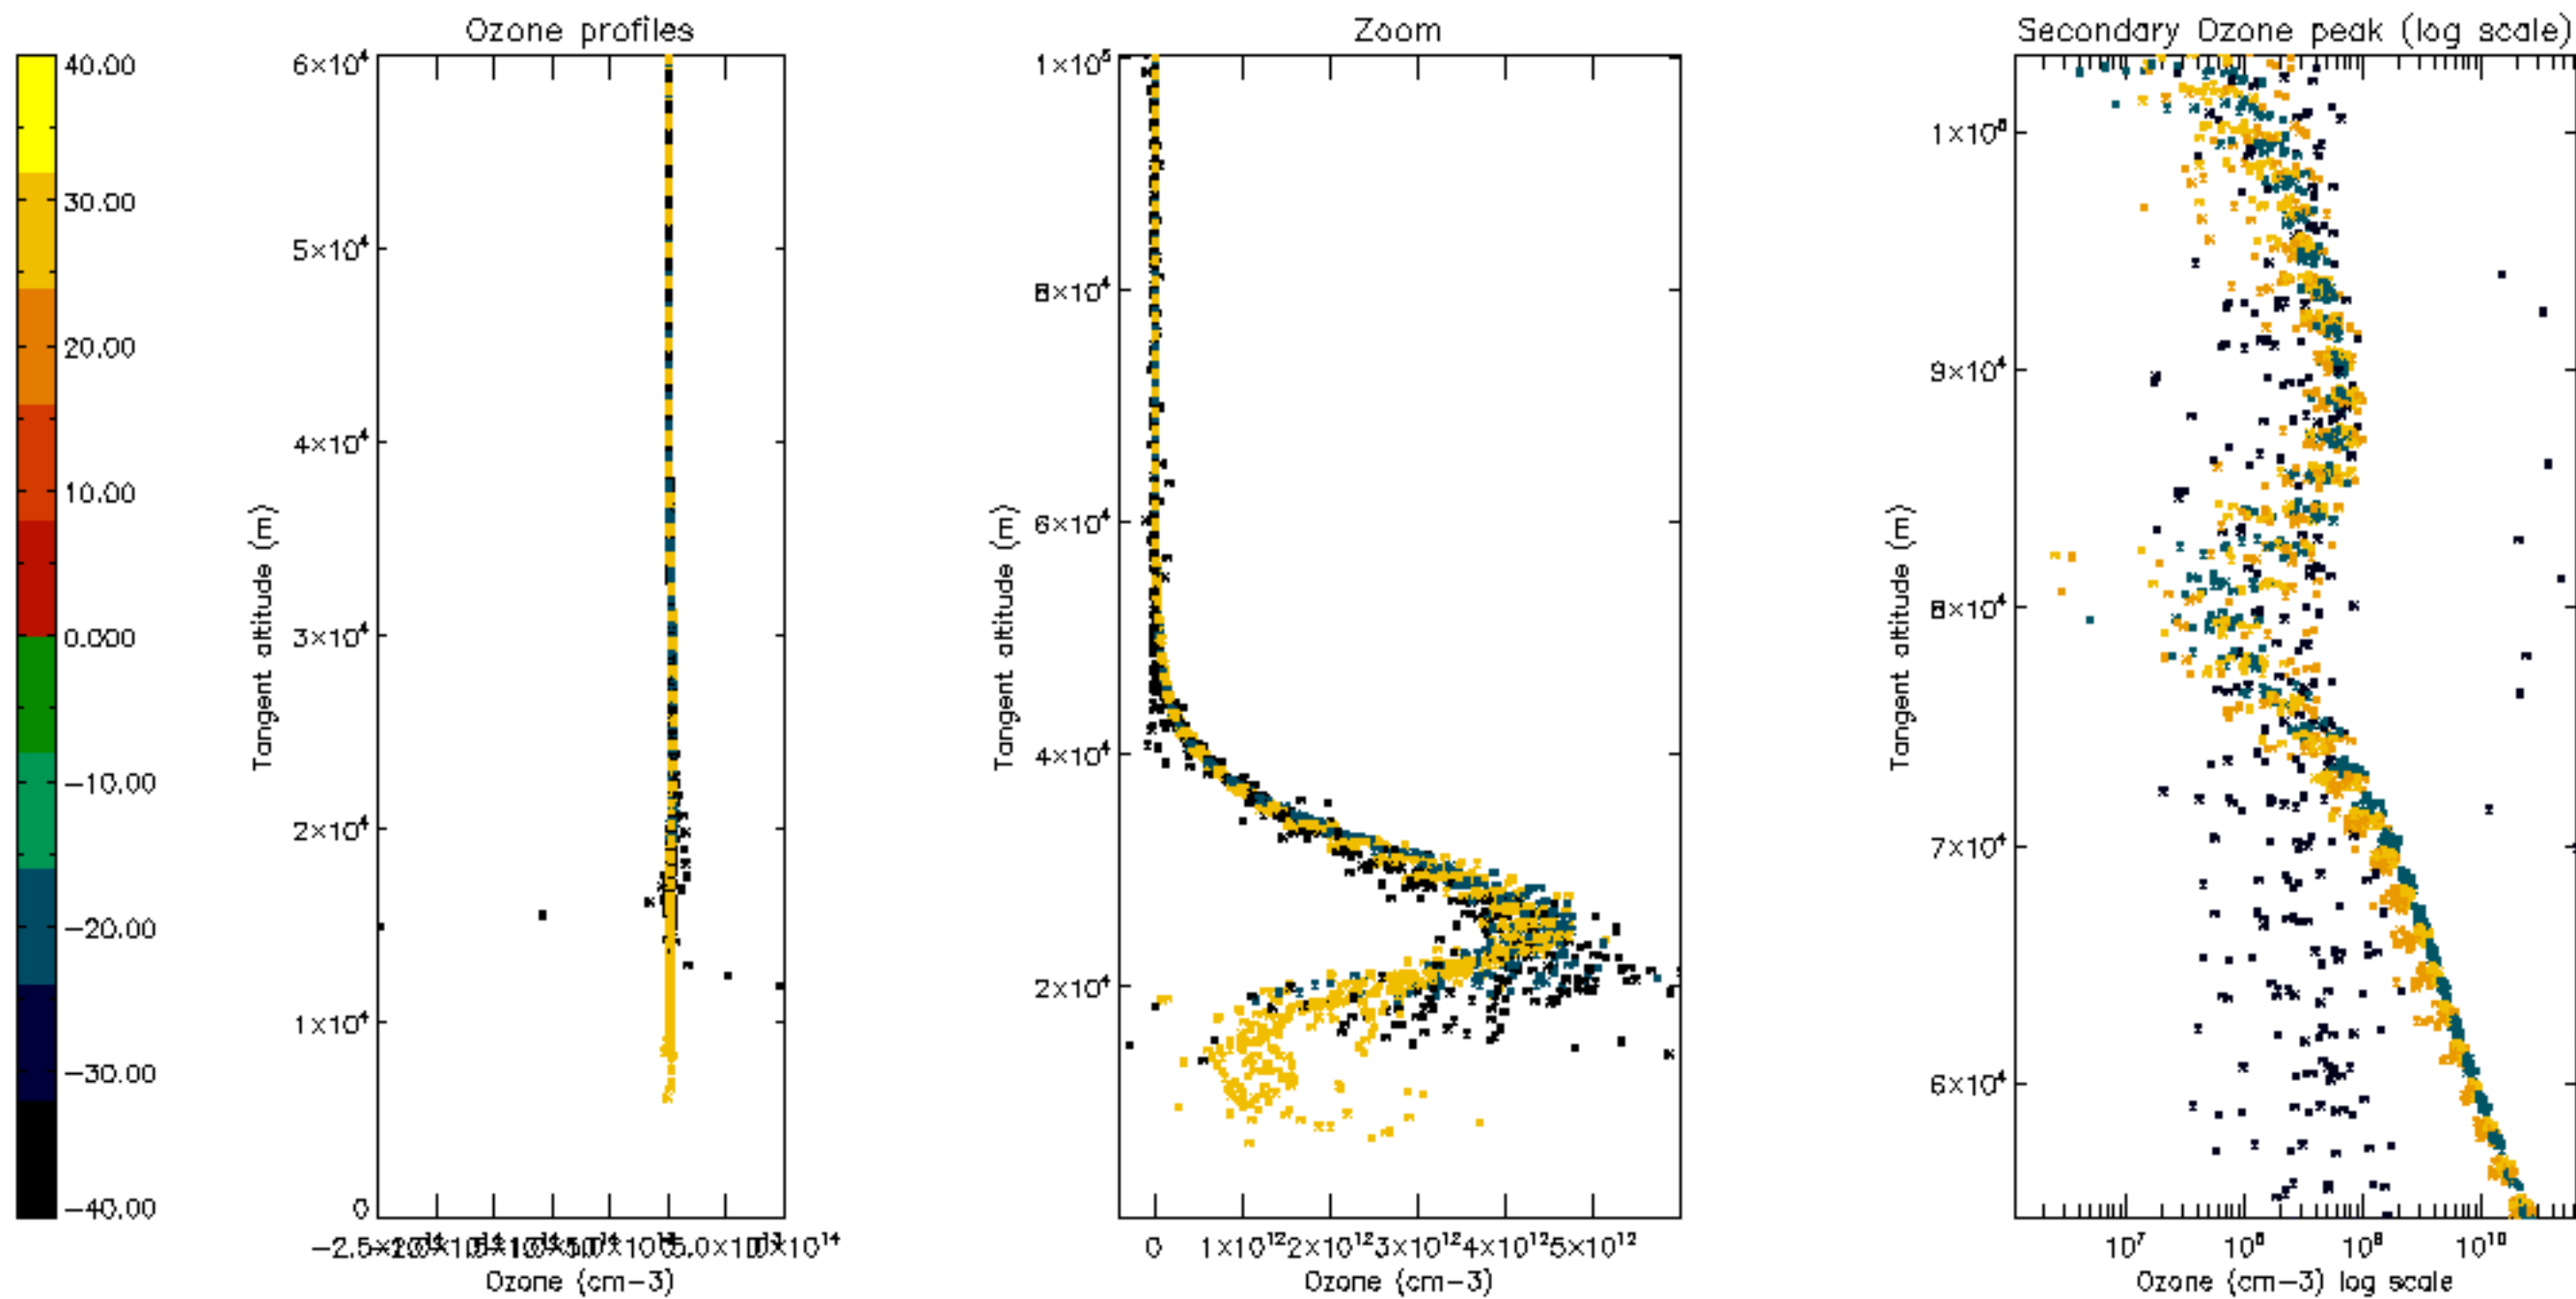 Ozone profiles
Zoom
Secondary Ozone peak (log scale)
40.00
30.00
20.00
10.00
0.000
−10.00
−20.00
−30.00
−40.00
Tangent altitude (m)
6×10⁴
5×10⁴
4×10⁴
3×10⁴
2×10⁴
1×10⁴
0
Ozone (cm−3)
Tangent altitude (m)
1×10⁵
8×10⁴
6×10⁴
4×10⁴
2×10⁴
0 1×10¹² 2×10¹² 3×10¹² 4×10¹² 5×10¹²
Ozone (cm−3)
Tangent altitude (m)
9×10⁴
8×10⁴
7×10⁴
6×10⁴
10⁷ 10⁸ 10⁹ 10¹⁰
Ozone (cm−3) log scale